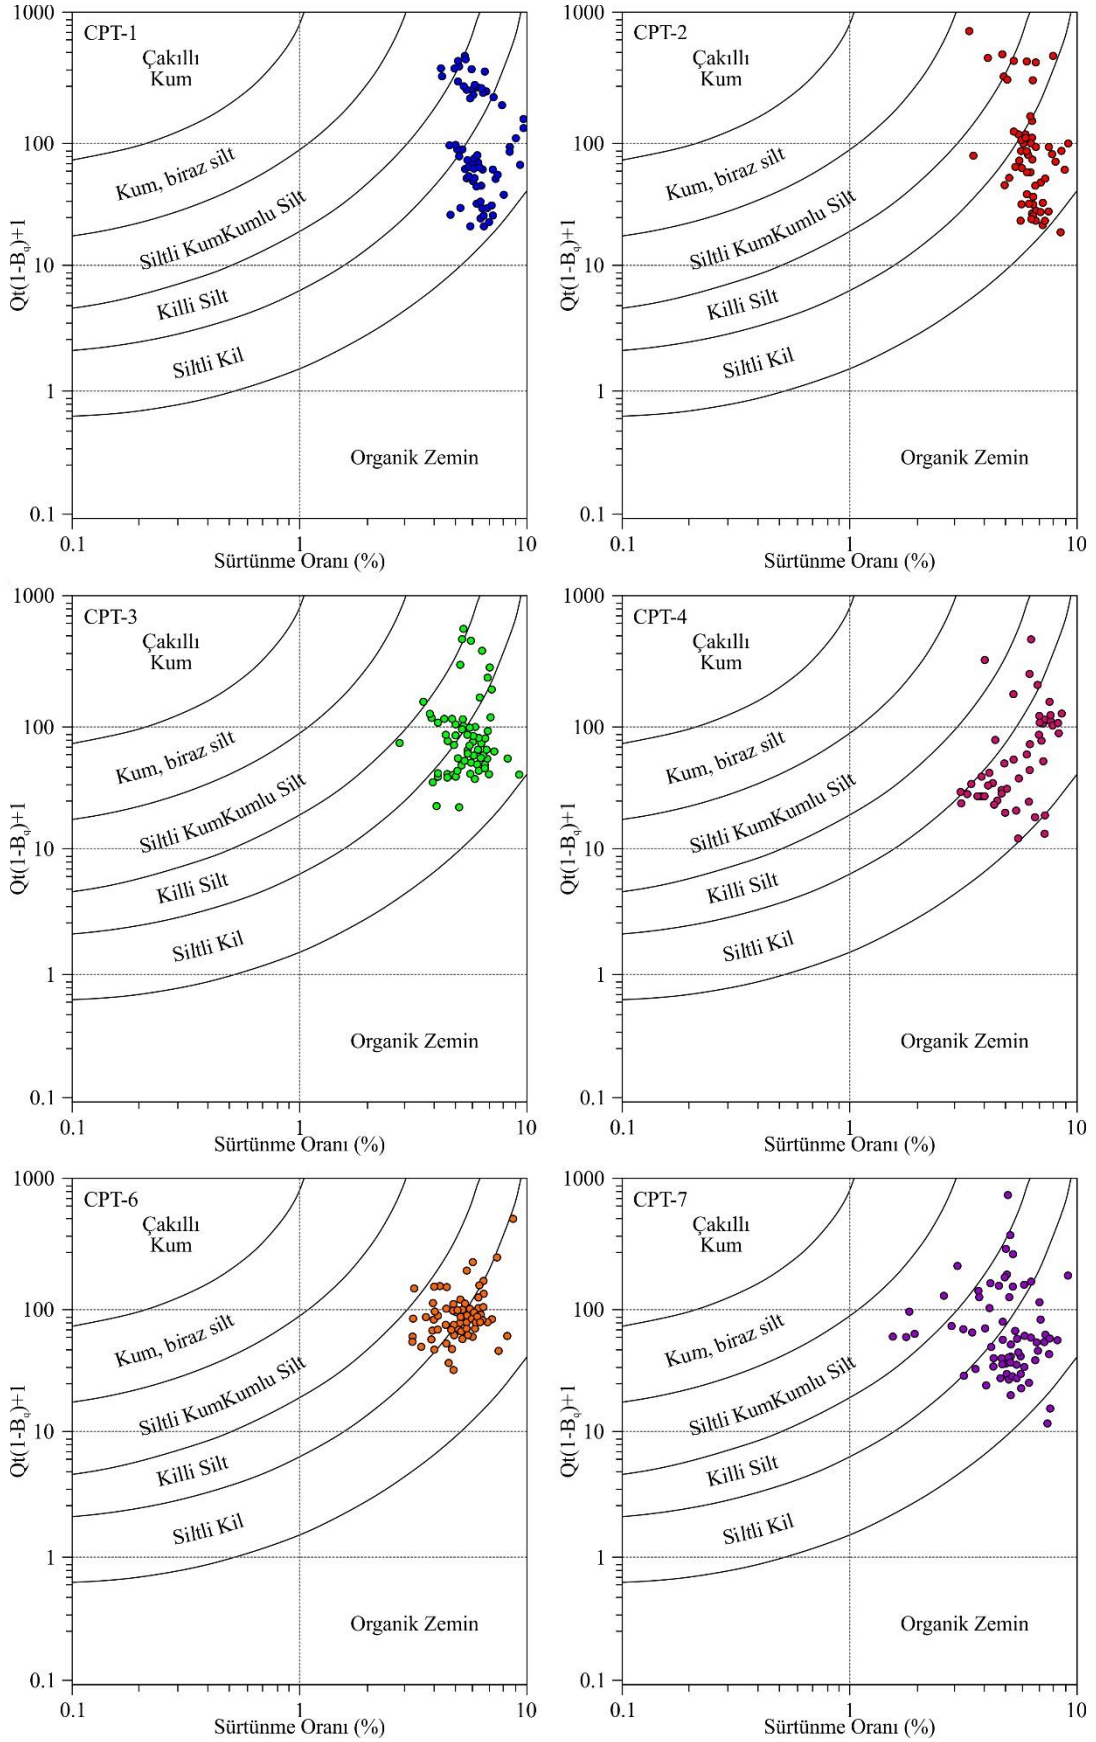 1000
CPT-1
Çakıllı
Kum
100
Kum, biraz silt
Siltli KumKumlu Silt
10
Killi Silt
Siltli Kil
1
Organik Zemin
0.1
0.1
1
10
Sürtünme Oranı (%)
Qt(1-Bq)+1
1000
CPT-2
Çakıllı
Kum
100
Kum, biraz silt
Siltli KumKumlu Silt
10
Killi Silt
Siltli Kil
1
Organik Zemin
0.1
0.1
1
10
Sürtünme Oranı (%)
Qt(1-Bq)+1
1000
CPT-3
Çakıllı
Kum
100
Kum, biraz silt
Siltli KumKumlu Silt
10
Killi Silt
Siltli Kil
1
Organik Zemin
0.1
0.1
1
10
Sürtünme Oranı (%)
Qt(1-Bq)+1
1000
CPT-4
Çakıllı
Kum
100
Kum, biraz silt
Siltli KumKumlu Silt
10
Killi Silt
Siltli Kil
1
Organik Zemin
0.1
0.1
1
10
Sürtünme Oranı (%)
Qt(1-Bq)+1
1000
CPT-6
Çakıllı
Kum
100
Kum, biraz silt
Siltli KumKumlu Silt
10
Killi Silt
Siltli Kil
1
Organik Zemin
0.1
0.1
1
10
Sürtünme Oranı (%)
Qt(1-Bq)+1
1000
CPT-7
Çakıllı
Kum
100
Kum, biraz silt
Siltli KumKumlu Silt
10
Killi Silt
Siltli Kil
1
Organik Zemin
0.1
0.1
1
10
Sürtünme Oranı (%)
Qt(1-Bq)+1